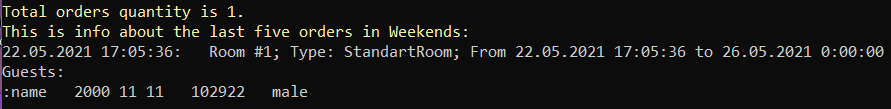 Total orders quantity is 1.
This is info about the last five orders in Weekends:
22.05.2021 17:05:36:   Room #1; Type: StandartRoom; From 22.05.2021 17:05:36 to 26.05.2021 0:00:00
Guests:
:name   2000 11 11   102922   male